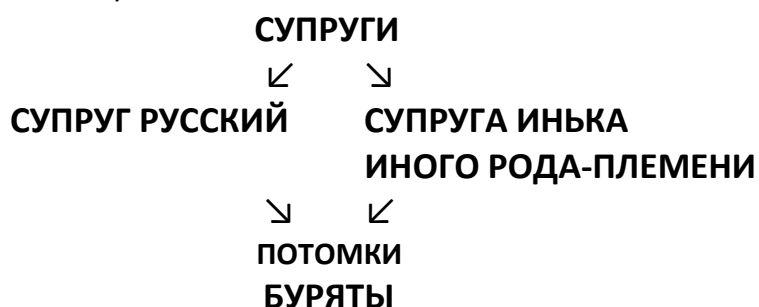 СУПРУГИ
↙ ↘
СУПРУГ РУССКИЙ СУПРУГА ИНЬКА
ИНОГО РОДА-ПЛЕМЕНИ
↘ ↙
ПОТОМКИ
БУРЯТЫ